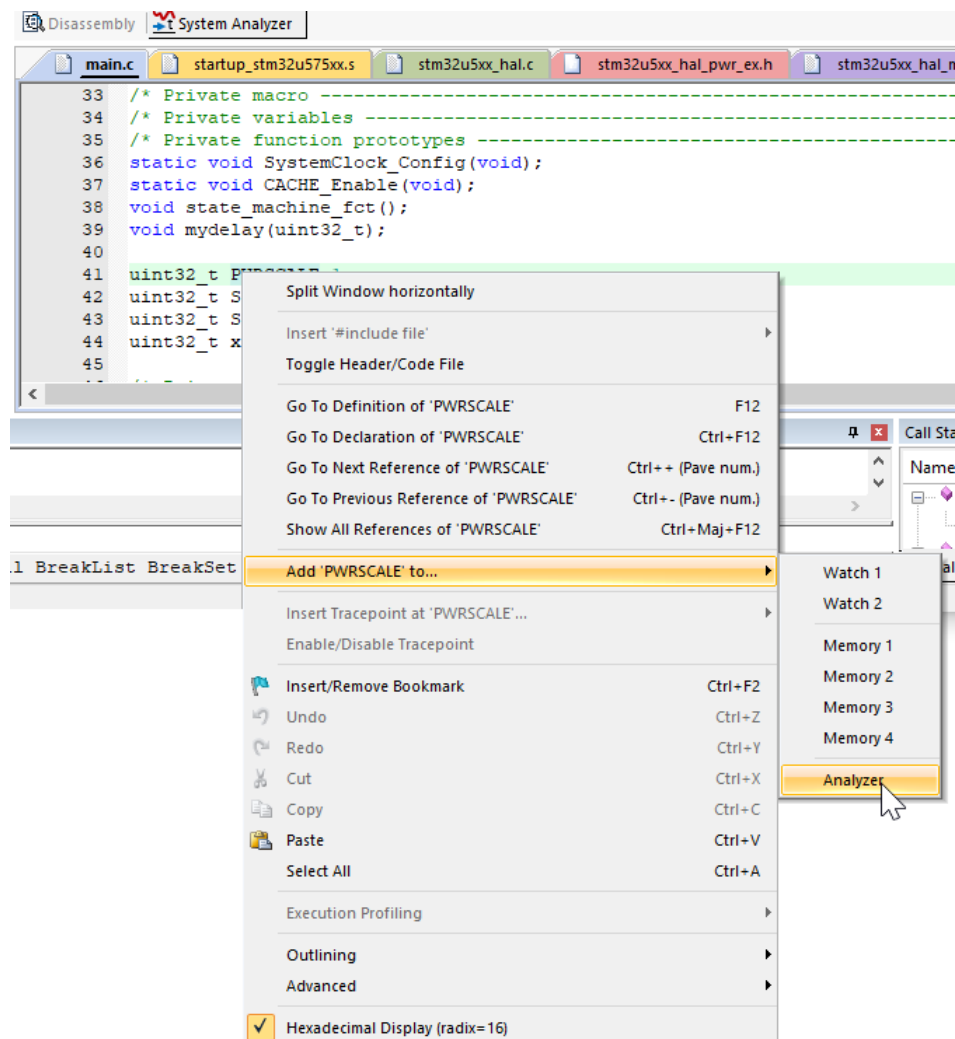 Disassembly System Analyzer
main.c startup_stm32u575xx.s stm32u5xx_hal.c stm32u5xx_hal_pwr_ex.h stm32u5xx_hal_m
33 /* Private macro -----------------------------------------------------------
34 /* Private variables -------------------------------------------------------
35 /* Private function prototypes ---------------------------------------------
36 static void SystemClock_Config(void);
37 static void CACHE_Enable(void);
38 void state_machine_fct();
39 void mydelay(uint32_t);
40
41 uint32_t PWRSCALE
42 uint32_t S
43 uint32_t S
44 uint32_t x
45
Call Sta
Name
l BreakList BreakSet
al
Split Window horizontally
Insert '#include file'
Toggle Header/Code File
Go To Definition of 'PWRSCALE' F12
Go To Declaration of 'PWRSCALE' Ctrl+F12
Go To Next Reference of 'PWRSCALE' Ctrl++ (Pave num.)
Go To Previous Reference of 'PWRSCALE' Ctrl+- (Pave num.)
Show All References of 'PWRSCALE' Ctrl+Maj+F12
Add 'PWRSCALE' to...
Insert Tracepoint at 'PWRSCALE'...
Enable/Disable Tracepoint
Insert/Remove Bookmark Ctrl+F2
Undo Ctrl+Z
Redo Ctrl+Y
Cut Ctrl+X
Copy Ctrl+C
Paste Ctrl+V
Select All Ctrl+A
Execution Profiling
Outlining
Advanced
Hexadecimal Display (radix=16)
Watch 1
Watch 2
Memory 1
Memory 2
Memory 3
Memory 4
Analyzer